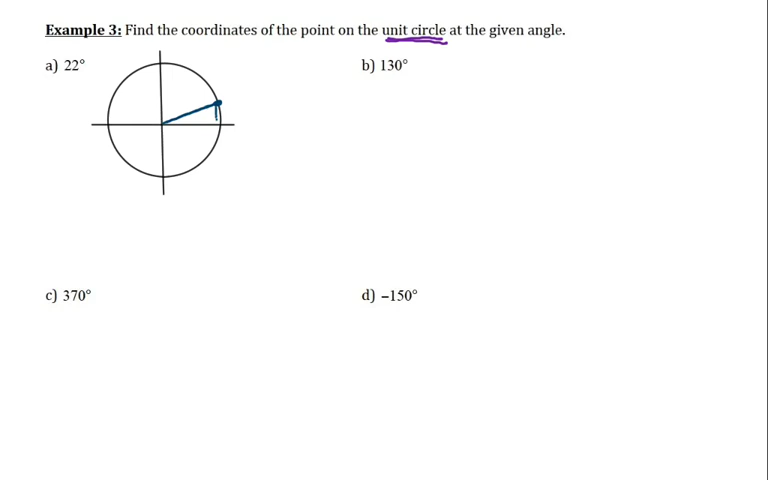 Example 3: Find the coordinates of the point on the unit circle at the given angle.
a) 22°
b) 130°
c) 370°
d) −150°